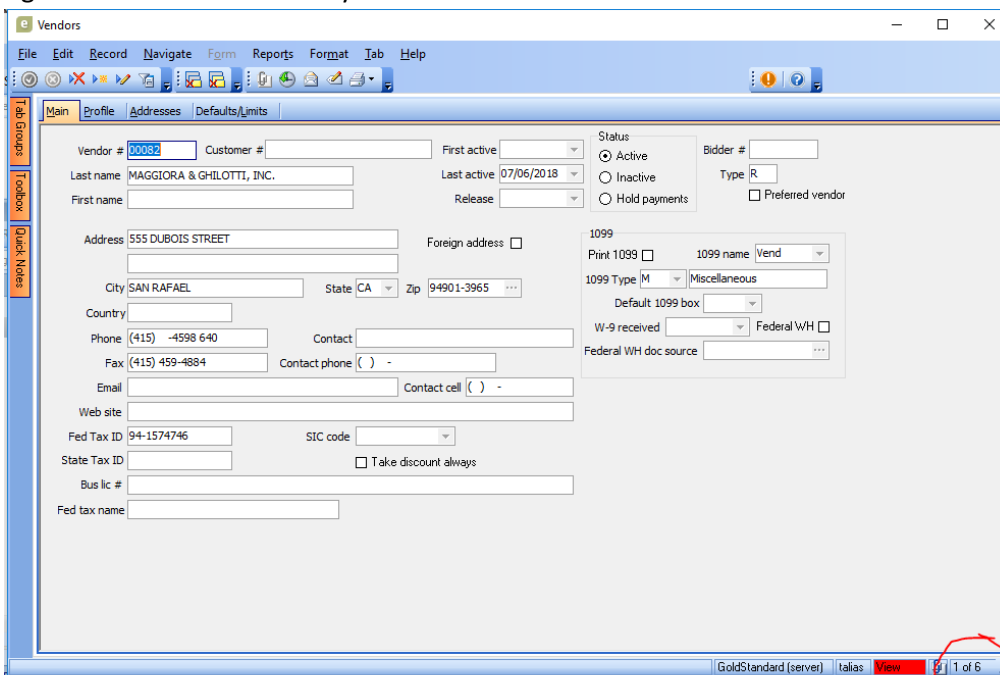 Vendors
File Edit Record Navigate Form Reports Format Tab Help
Tab Groups
Toolbox
Quick Notes
Main Profile Addresses Defaults/Limits
Vendor # 00082 Customer # First active Status Bidder #
Active
Last name MAGGIORA & GHILOTTI, INC. Last active 07/06/2018 Inactive Type R
First name Release Hold payments Preferred vendor
Address 555 DUBOIS STREET Foreign address 1099
Print 1099 1099 name Vend
City SAN RAFAEL State CA Zip 94901-3965 ... 1099 Type M Miscellaneous
Country Default 1099 box
Phone (415) -4598 640 Contact W-9 received Federal WH
Fax (415) 459-4884 Contact phone ( ) - Federal WH doc source ...
Email Contact cell ( ) -
Web site
Fed Tax ID 94-1574746 SIC code
State Tax ID Take discount always
Bus lic #
Fed tax name
GoldStandard (server) talias View 1 of 6